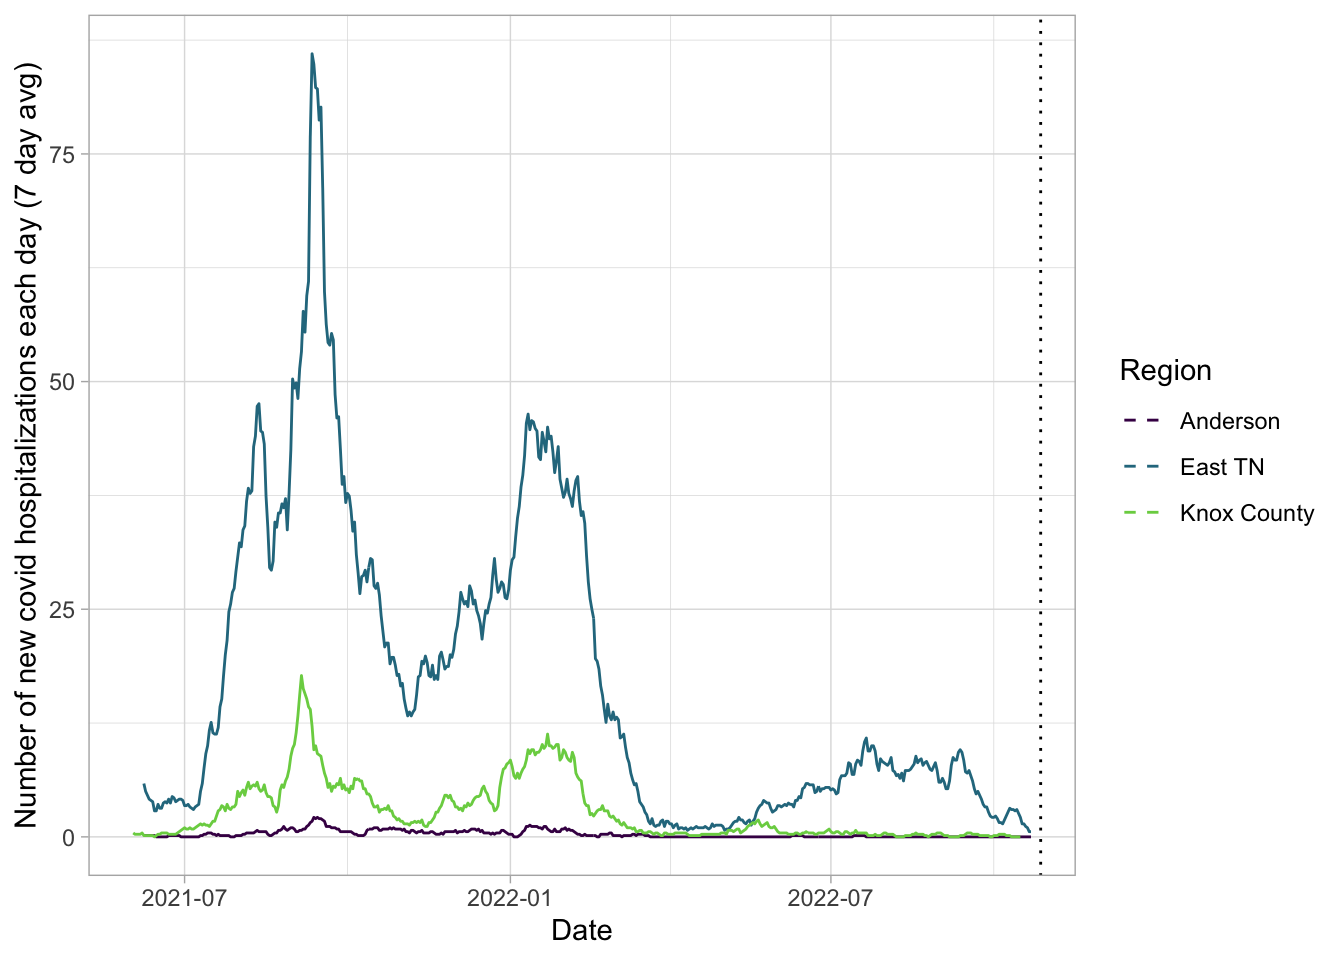 Number of new covid hospitalizations each day (7 day avg)
75
50
25
0
2021-07
2022-01
2022-07
Date
Region
Anderson
East TN
Knox County